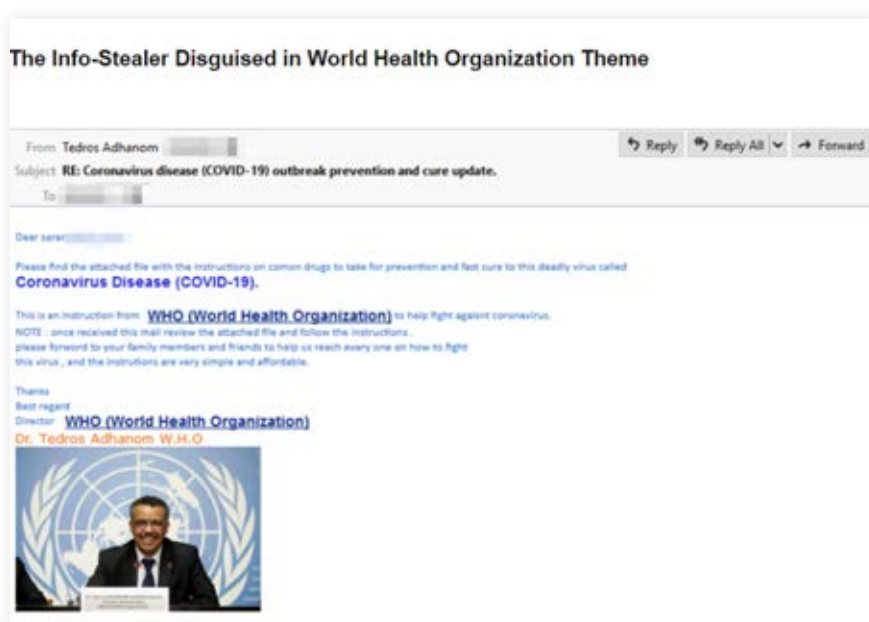 The Info-Stealer Disguised in World Health Organization Theme
From Tedros Adhanom
Reply Reply All Forward
Subject RE: Coronavirus disease (COVID-19) outbreak prevention and cure update.
To
Dear
Please find the attached file with the instructions on comon drugs to take for prevention and fast cure to this deadly virus called
Coronavirus Disease (COVID-19).
This is an instruction from WHO (World Health Organization) to help fight against coronavirus.
NOTE : once received this mail review the attached file and follow the instructions .
please forward to your family members and friends to help us reach every one on how to fight
this virus , and the instrutions are very simple and affordable.
Thanks
Best regard
Director WHO (World Health Organization)
Dr. Tedros Adhanom W.H.O